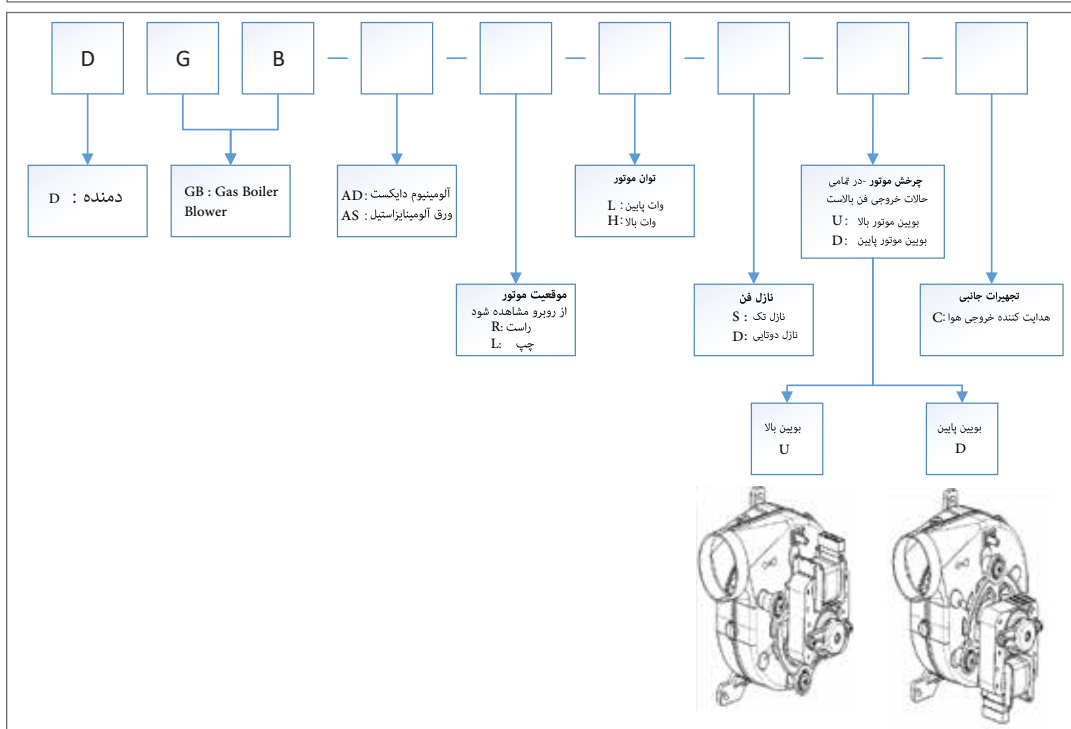 D G B — — — — — —
D : دمنده
GB : Gas Boiler
Blower
AD: آلومینیوم دایکست
AS: ورق آلومینایزاستیل
موقعیت موتور
از روبرو مشاهده شود
R: راست
L: چپ
توان موتور
L: وات پایین
H: وات بالا
نازل فن
S : نازل تک
D: نازل دوتایی
چرخش موتور -در تمامی
حالات خروجی فن بالاست
U: بوبین موتور بالا
D: بوبین موتور پایین
تجهیرات جانبی
C: هدایت کننده خروجی هوا
بوبین بالا
U
بوبین پایین
D